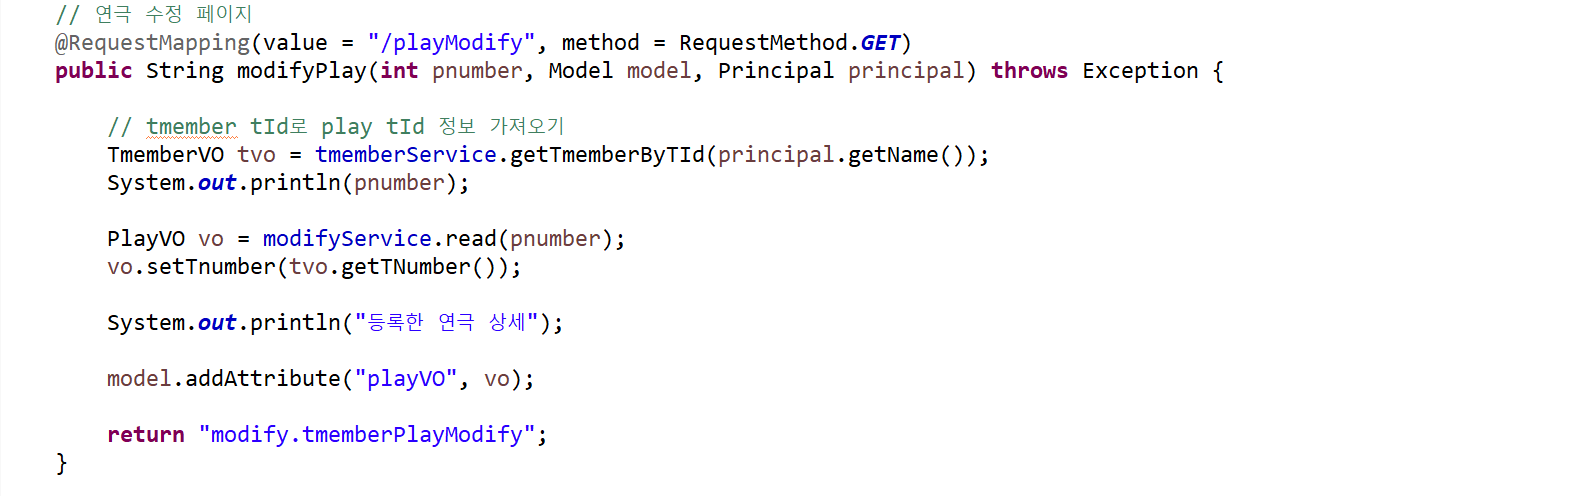 // 연극 수정 페이지
@RequestMapping(value = "/playModify", method = RequestMethod.GET)
public String modifyPlay(int pnumber, Model model, Principal principal) throws Exception {
// tmember tId로 play tId 정보 가져오기
TmemberVO tvo = tmemberService.getTmemberByTId(principal.getName());
System.out.println(pnumber);
PlayVO vo = modifyService.read(pnumber);
vo.setTnumber(tvo.getTNumber());
System.out.println("등록한 연극 상세");
model.addAttribute("playVO", vo);
return "modify.tmemberPlayModify";
}